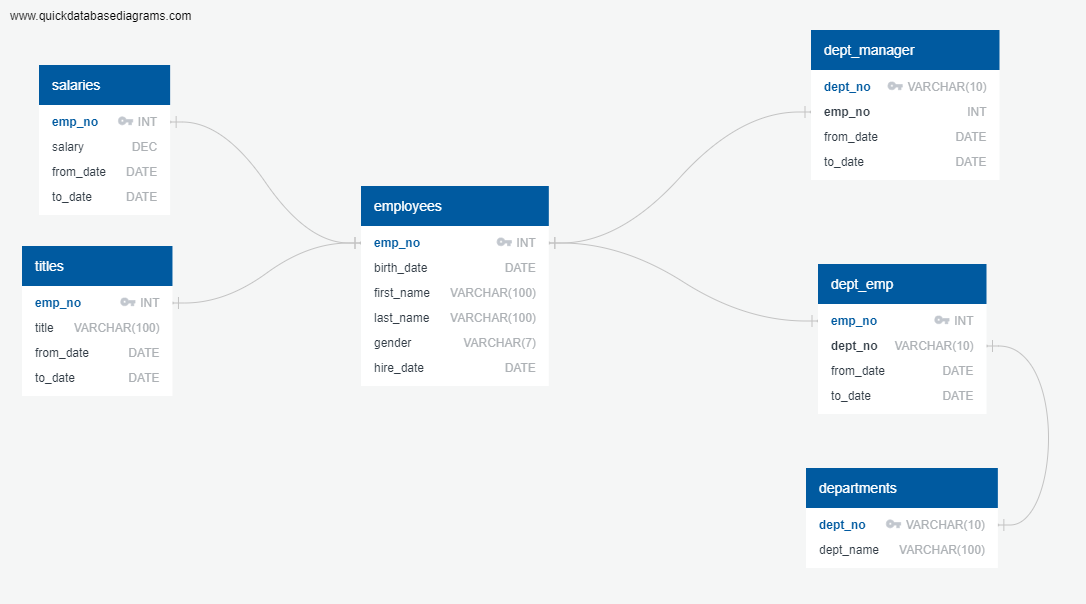 www.quickdatabasediagrams.com
salaries
emp_no INT
salary DEC
from_date DATE
to_date DATE
titles
emp_no INT
title VARCHAR(100)
from_date DATE
to_date DATE
employees
emp_no INT
birth_date DATE
first_name VARCHAR(100)
last_name VARCHAR(100)
gender VARCHAR(7)
hire_date DATE
dept_manager
dept_no VARCHAR(10)
emp_no INT
from_date DATE
to_date DATE
dept_emp
emp_no INT
dept_no VARCHAR(10)
from_date DATE
to_date DATE
departments
dept_no VARCHAR(10)
dept_name VARCHAR(100)